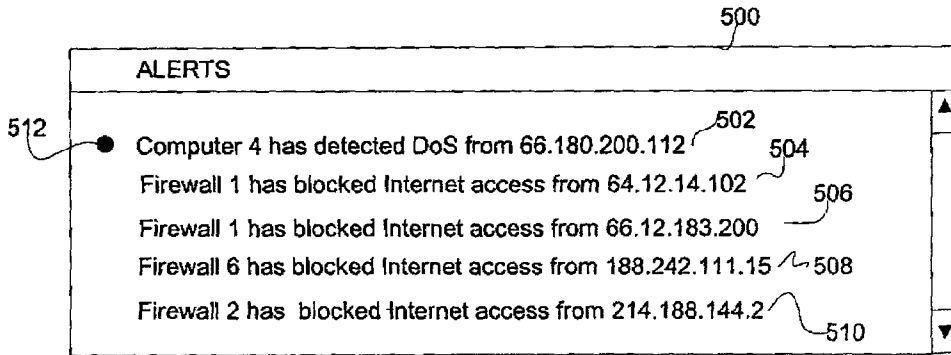 500
ALERTS
512
Computer 4 has detected DoS from 66.180.200.112
502
504
Firewall 1 has blocked Internet access from 64.12.14.102
506
Firewall 1 has blocked Internet access from 66.12.183.200
Firewall 6 has blocked Internet access from 188.242.111.15
508
Firewall 2 has blocked Internet access from 214.188.144.2
510